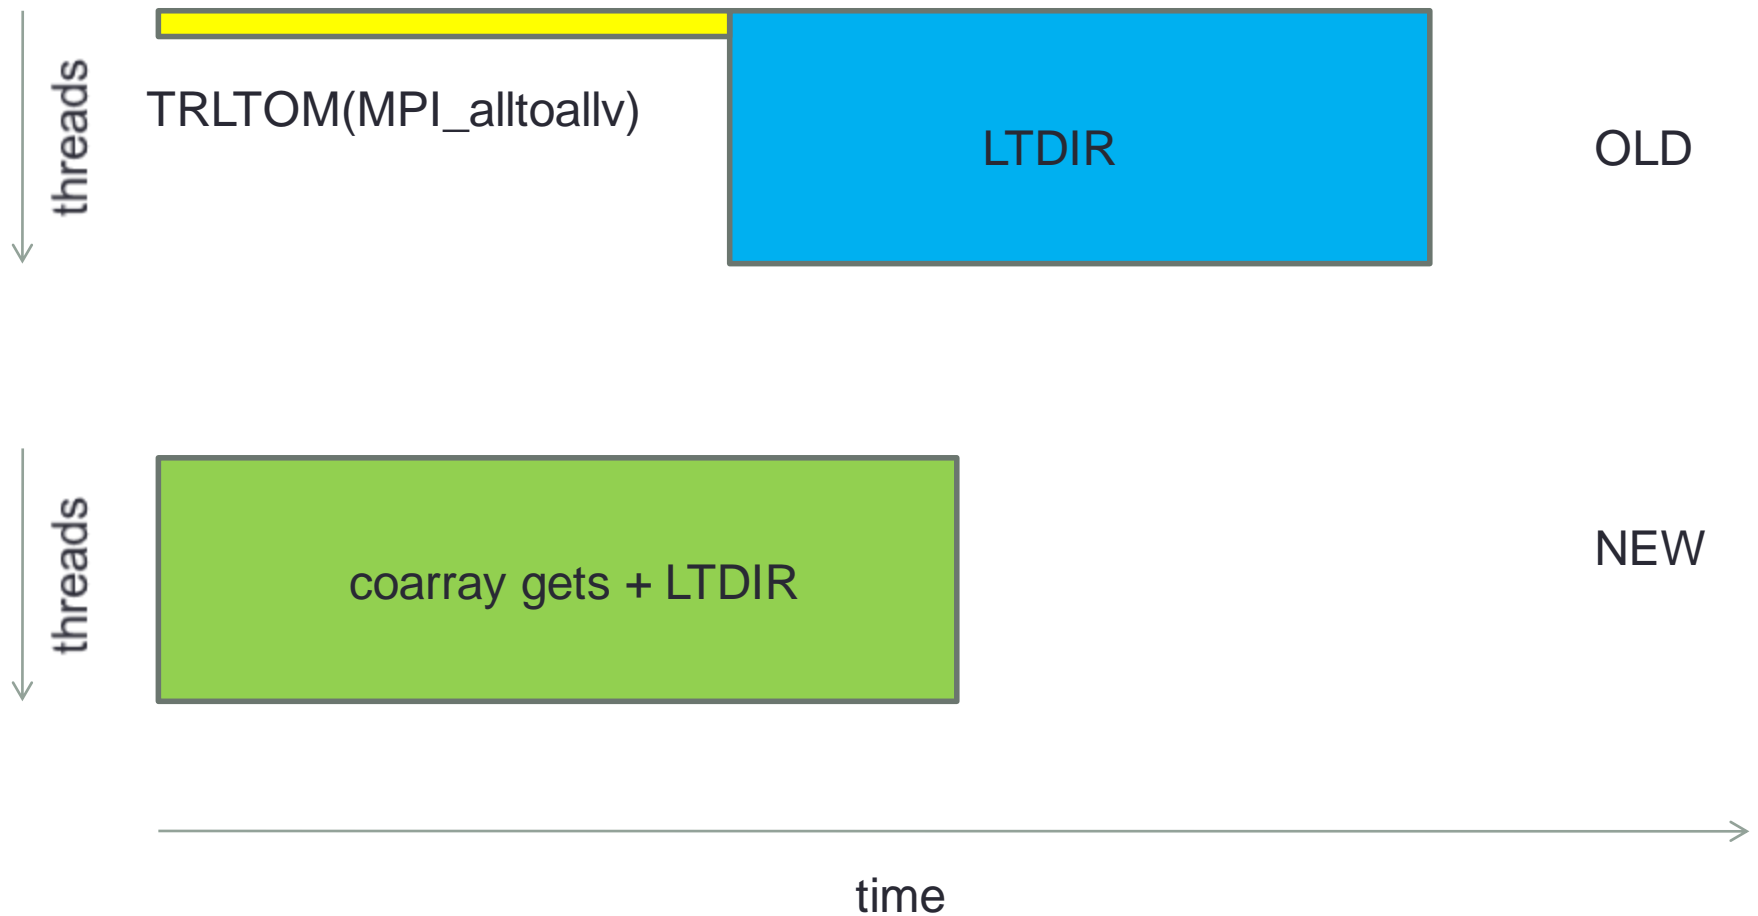 threads
TRLTOM(MPI_alltoallv)
LTDIR
OLD
threads
coarray gets + LTDIR
NEW
time